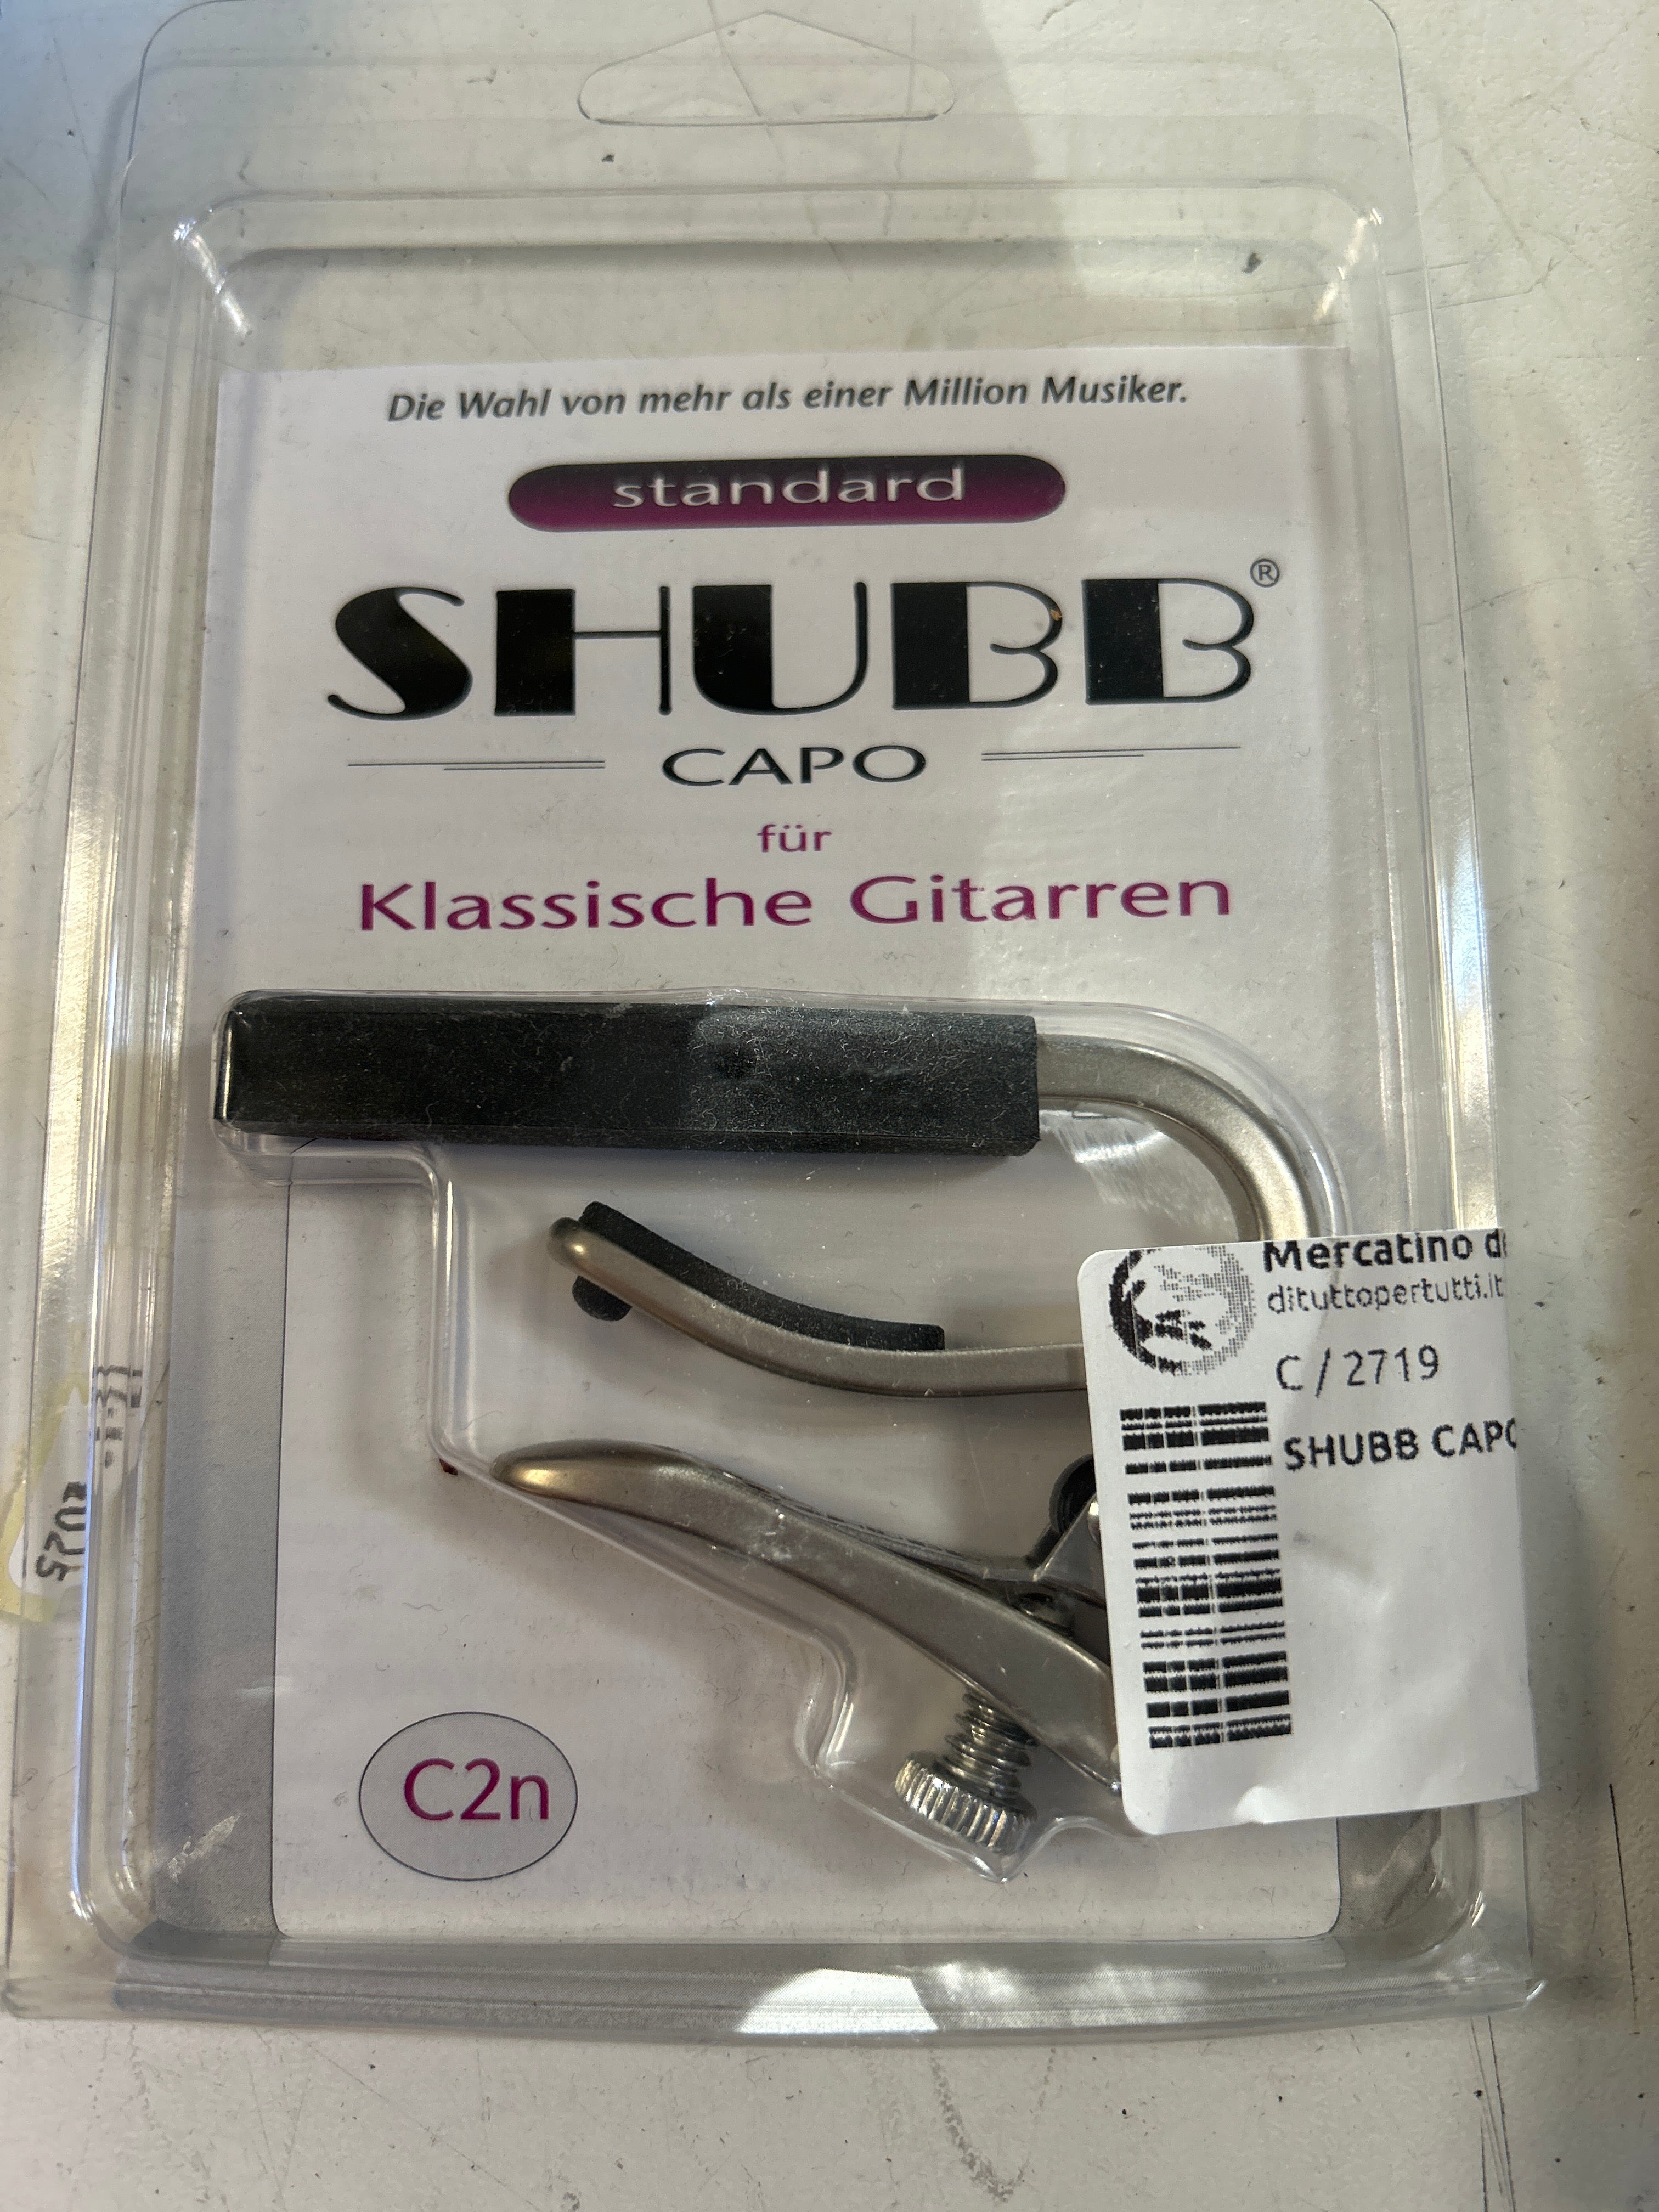 Die Wahl von mehr als einer Million Musiker.
standard
SHUBB®
CAPO
für
Klassische Gitarren
Mercatino d
dituttopertutti.it
C / 2719
SHUBB CAPO
C2n